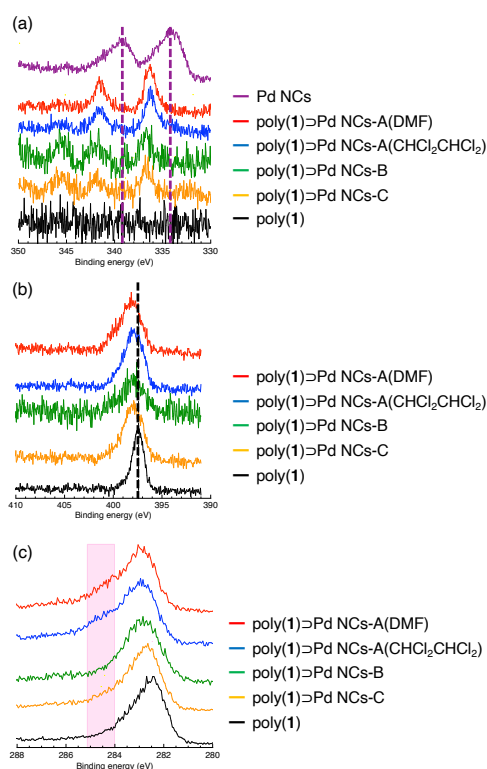 (a)
Pd NCs
poly(1)⊃Pd NCs-A(DMF)
poly(1)⊃Pd NCs-A(CHCl₂CHCl₂)
poly(1)⊃Pd NCs-B
poly(1)⊃Pd NCs-C
poly(1)
350 345 340 335 330
Binding energy (eV)
(b)
poly(1)⊃Pd NCs-A(DMF)
poly(1)⊃Pd NCs-A(CHCl₂CHCl₂)
poly(1)⊃Pd NCs-B
poly(1)⊃Pd NCs-C
poly(1)
410 405 400 395 390
Binding energy (eV)
(c)
poly(1)⊃Pd NCs-A(DMF)
poly(1)⊃Pd NCs-A(CHCl₂CHCl₂)
poly(1)⊃Pd NCs-B
poly(1)⊃Pd NCs-C
poly(1)
288 286 284 282 280
Binding energy (eV)